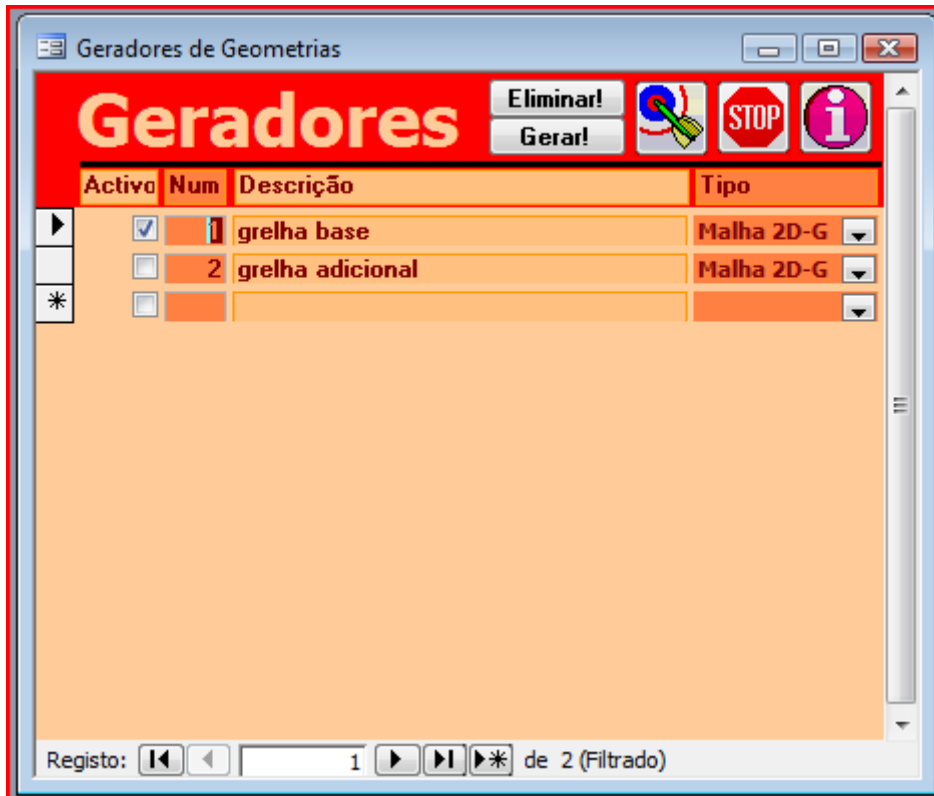 Geradores de Geometrias
Geradores
Eliminar!
Gerar!
STOP
i
Activo Num Descrição Tipo
1 grelha base Malha 2D-G
2 grelha adicional Malha 2D-G
Registo: 1 de 2 (Filtrado)